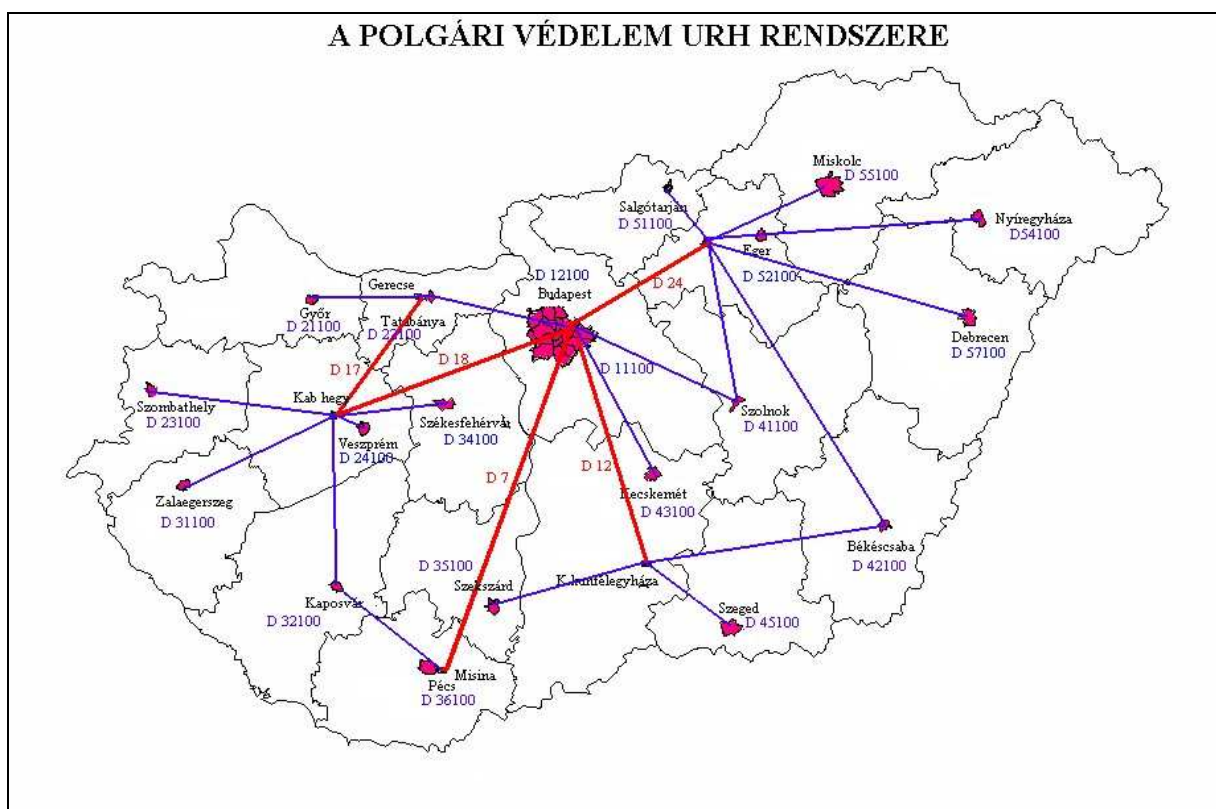 A POLGÁRI VÉDELEM URH RENDSZERE
Miskolc
D 55100
Salgótarján
D 51100
Nyíregyháza
D54100
Eger
D 52100
D 12100
Budapest
D 24
Gerecse
Győr
D 21100
Tatabánya
D 22100
Debrecen
D 57100
D 18
D 17
D 11100
Szombathely
D 23100
Kab hegy
Székesfehérvár
D 34100
Szolnok
D 41100
Veszprém
D 24100
D 7
D 12
Kecskemét
D 43100
Zalaegerszeg
D 31100
Békéscsaba
D 42100
D 35100
Szekszárd
K.kunfélegyháza
Kaposvár
D 32100
Szeged
D 45100
Misina
Pécs
D 36100